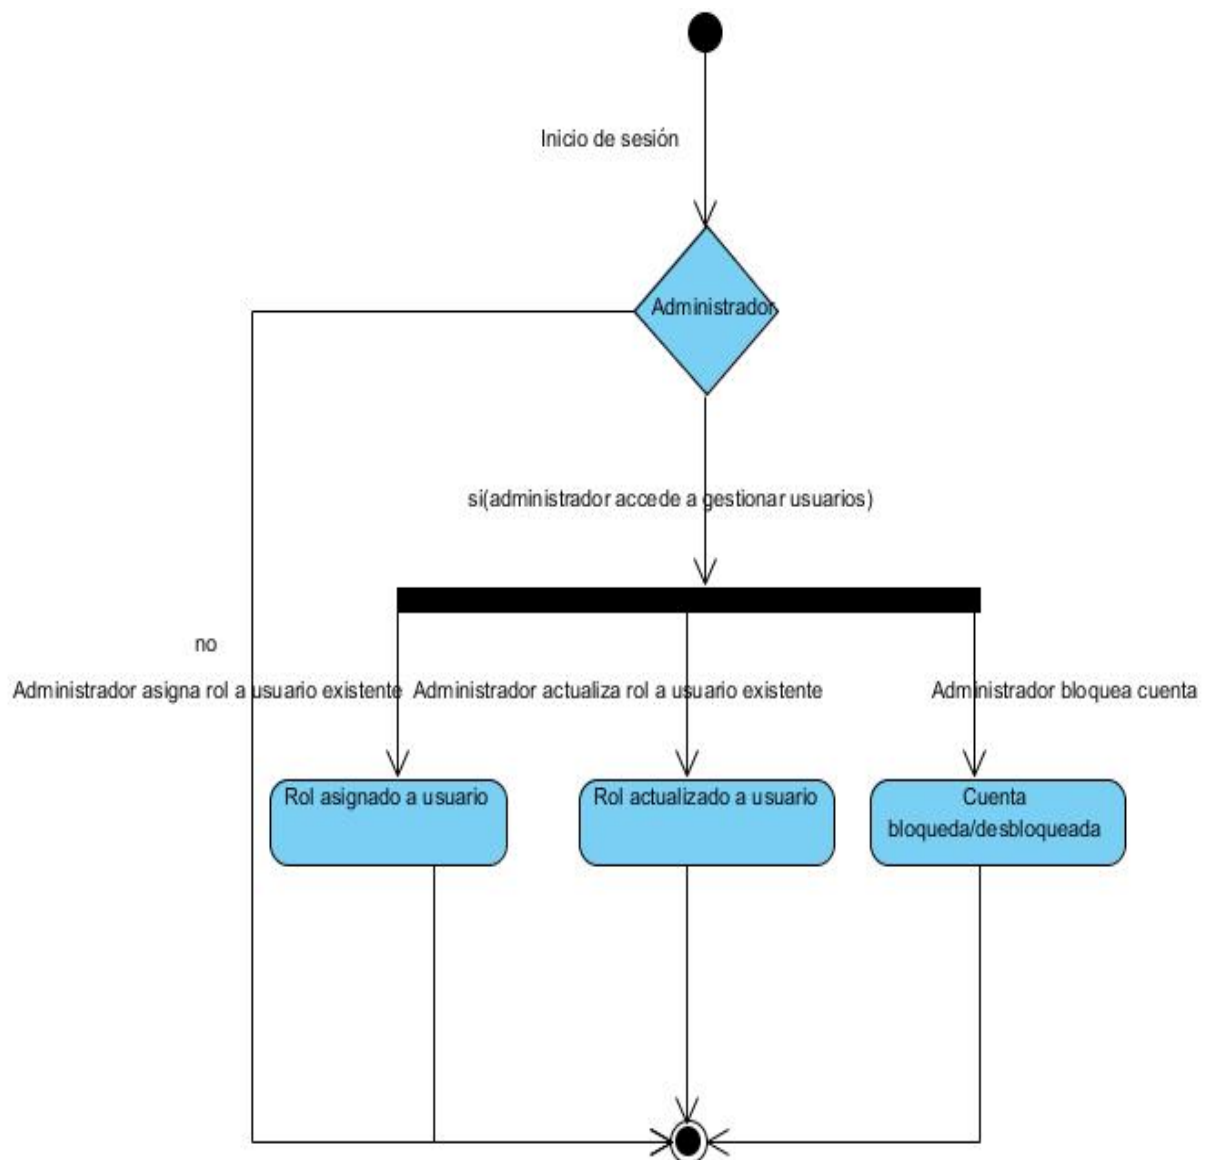 Inicio de sesión
Administrador
si(administrador accede a gestionar usuarios)
no
Administrador asigna rol a usuario existente
Administrador actualiza rol a usuario existente
Administrador bloquea cuenta
Rol asignado a usuario
Rol actualizado a usuario
Cuenta
bloqueda/desbloqueada